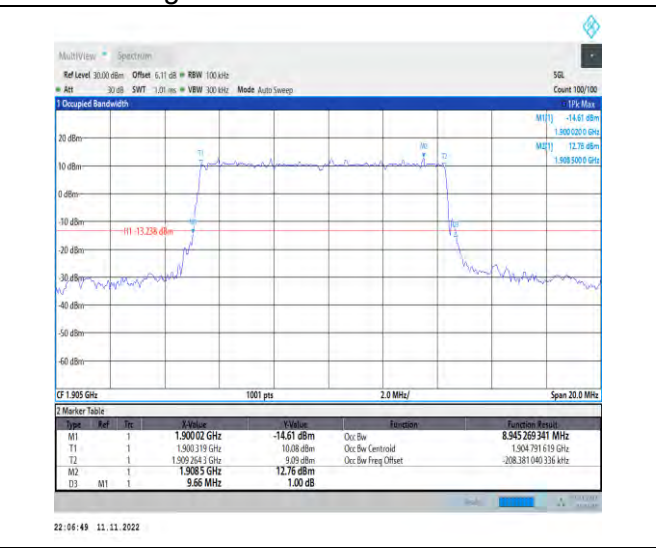 MultiView Spectrum
Ref Level 30.00 dBm Offset 6.11 dB RBW 100 kHz SGL
Att 30 dB SWT 1.01 ms VBW 300 kHz Mode Auto Sweep Count 100/100
1 Occupied Bandwidth 1Pk Max
M1[1] -14.61 dBm
1.900 020 0 GHz
20 dBm M2[1] 12.76 dBm
1.908 500 0 GHz
M2
10 dBm
0 dBm
-10 dBm
H1 -13.238 dBm
-20 dBm
-30 dBm
-40 dBm
-50 dBm
-60 dBm
CF 1.905 GHz 1001 pts 2.0 MHz/ Span 20.0 MHz
2 Marker Table
Type Ref Trc X-Value Y-Value Function Function Result
M1 1 1.900 02 GHz -14.61 dBm Occ Bw 8.945 269 341 MHz
T1 1 1.900 319 GHz 10.08 dBm Occ Bw Centroid 1.904 791 619 GHz
T2 1 1.909 264 3 GHz 9.09 dBm Occ Bw Freq Offset -208.381 040 336 kHz
M2 1 1.908 5 GHz 12.76 dBm
D3 M1 1 9.66 MHz 1.00 dB
22:06:49 11.11.2022